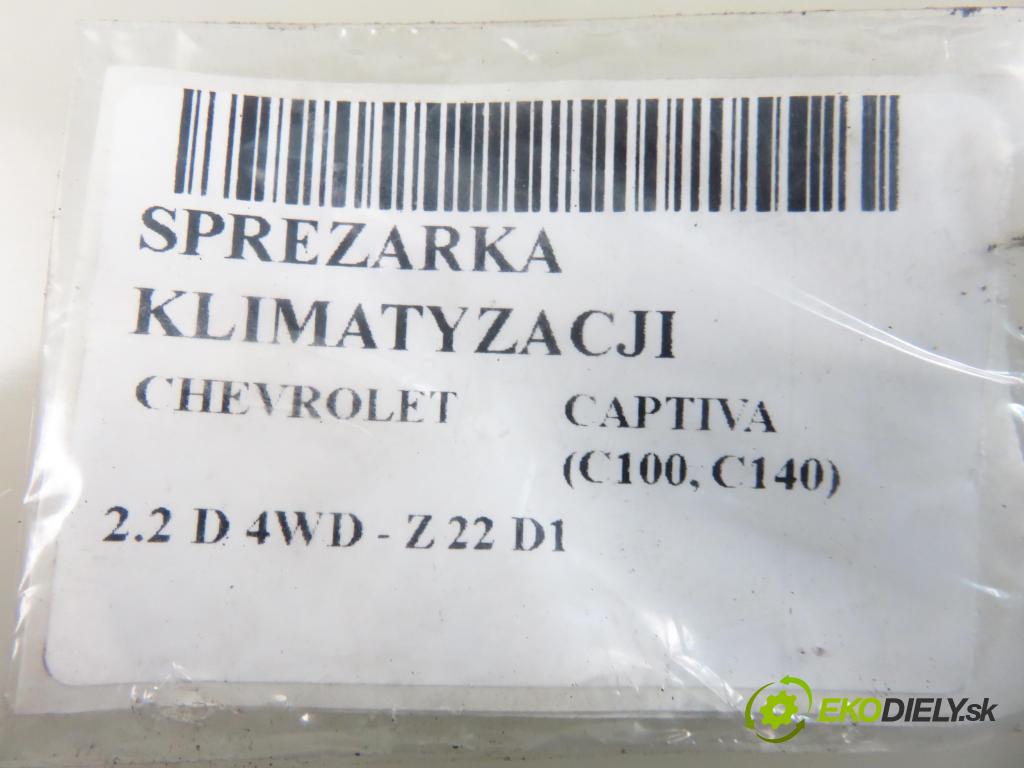 SPREZARKA
KLIMATYZACJI
CHEVROLET CAPTIVA
(C100, C140)
2.2 D 4WD - Z 22 D1
EKODIELY.sk